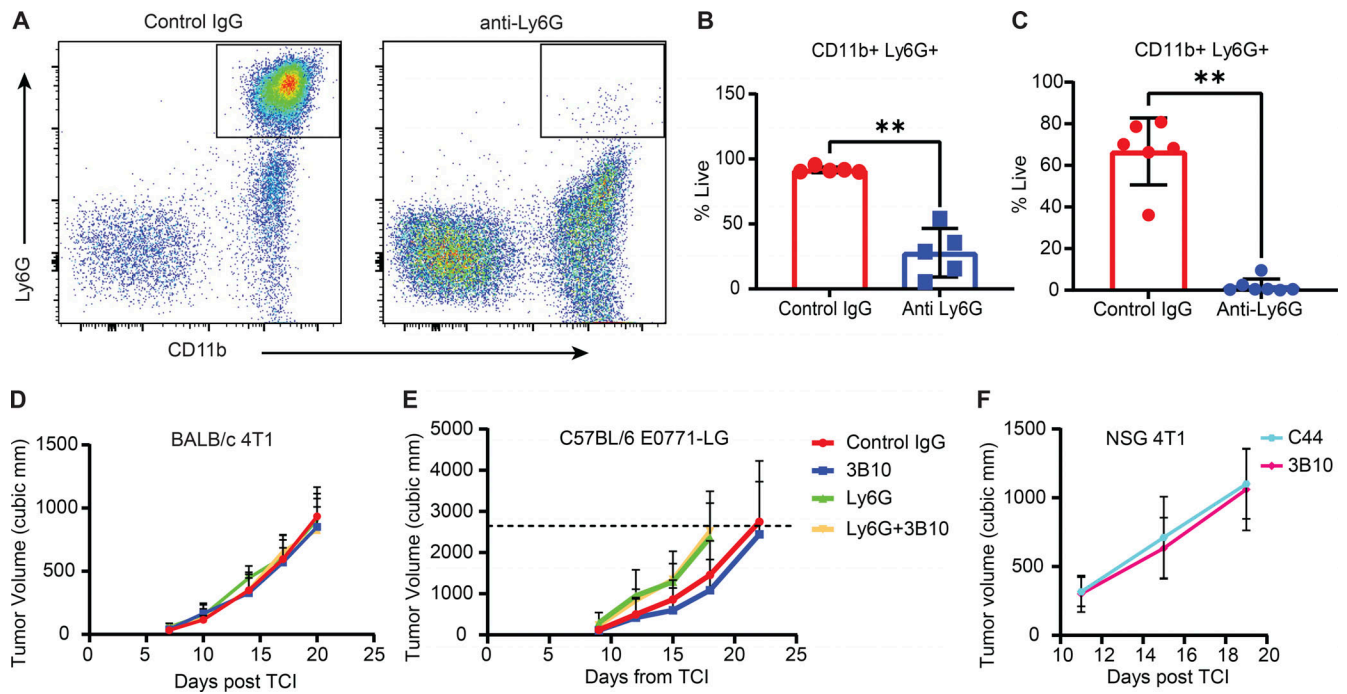 A
Control IgG
anti-Ly6G
Ly6G
CD11b
B
CD11b+ Ly6G+
**
% Live
100
50
0
Control IgG
Anti Ly6G
C
CD11b+ Ly6G+
**
% Live
100
80
60
40
20
0
Control IgG
Anti-Ly6G
D
BALB/c 4T1
Tumor Volume (cubic mm)
1500
1000
500
0
0 5 10 15 20 25
Days post TCI
E
C57BL/6 E0771-LG
Tumor Volume (cubic mm)
5000
4000
3000
2000
1000
0
0 5 10 15 20 25
Days from TCI
Control IgG
3B10
Ly6G
Ly6G+3B10
F
NSG 4T1
Tumor volume (cubic mm)
1500
1000
500
0
10 12 14 16 18 20
Days post TCI
C44
3B10